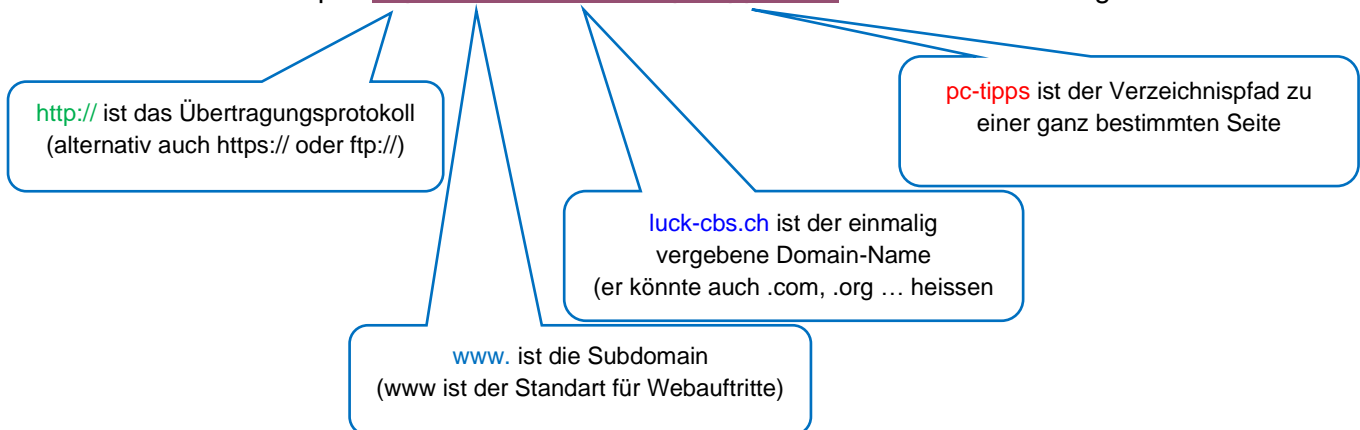 http:// ist das Übertragungsprotokoll
(alternativ auch https:// oder ftp://)
pc-tipps ist der Verzeichnispfad zu
einer ganz bestimmten Seite
luck-cbs.ch ist der einmalig
vergebene Domain-Name
(er könnte auch .com, .org … heissen
www. ist die Subdomain
(www ist der Standart für Webauftritte)